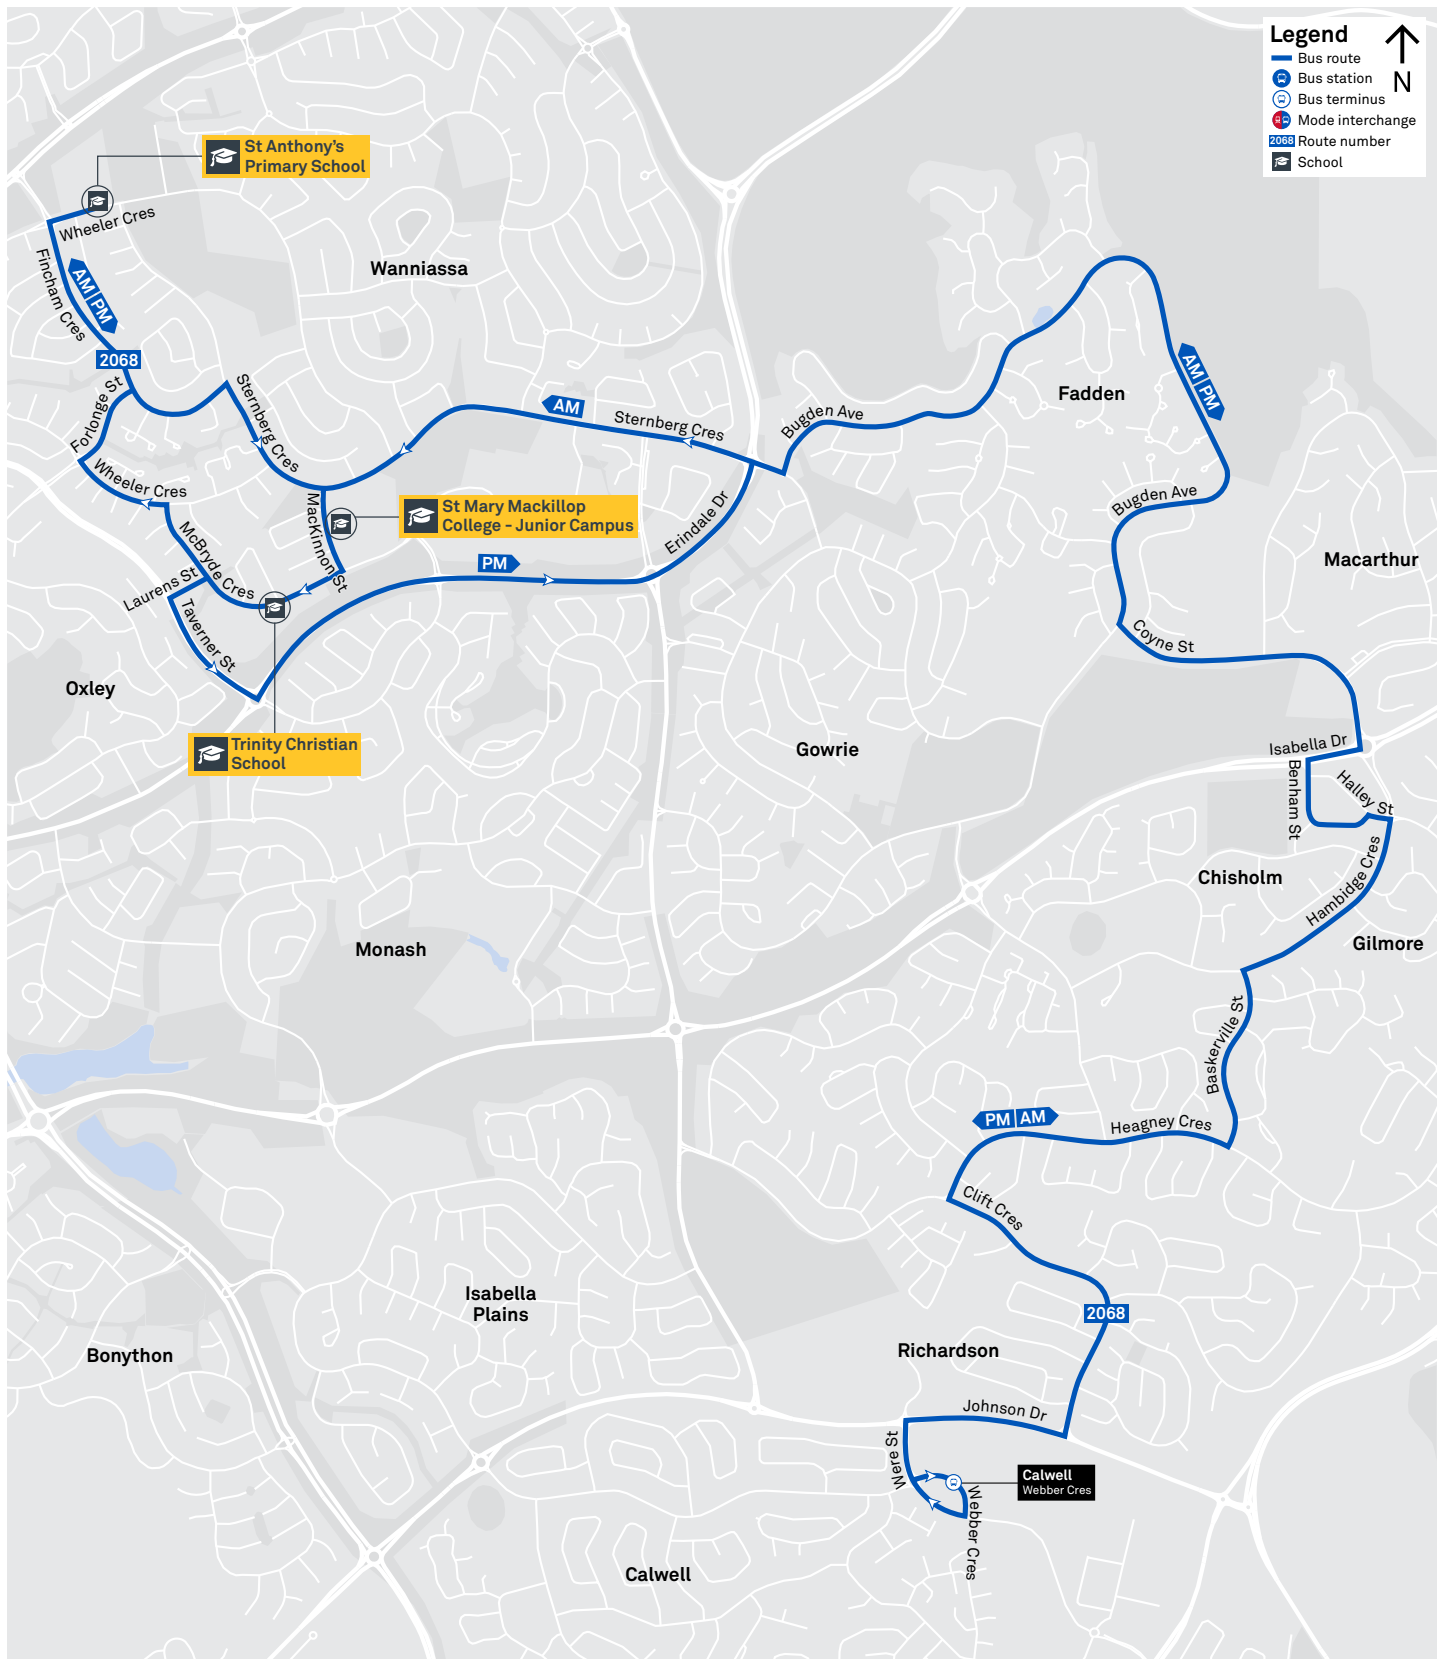 Legend
Bus route
Bus station
Bus terminus
Mode interchange
2068 Route number
School
N
St Anthony's
Primary School
Wheeler Cres
Fincham Cres
AM PM
2068
Wanniassa
Forlonge St
Sternberg Cres
Wheeler Cres
McBryde Cres
MacKinnon St
Laurens St
Taverner St
AM
Sternberg Cres
St Mary Mackillop
College - Junior Campus
PM
Erindale Dr
Bugden Ave
Fadden
AM PM
Bugden Ave
Macarthur
Coyne St
Oxley
Trinity Christian
School
Gowrie
Isabella Dr
Benham St
Halley St
Chisholm
Hambidge Cres
Gilmore
Monash
Baskerville St
PM AM
Heagney Cres
Clift Cres
Isabella
Plains
2068
Bonython
Richardson
Johnson Dr
Were St
Calwell
Webber Cres
Webber Cres
Calwell